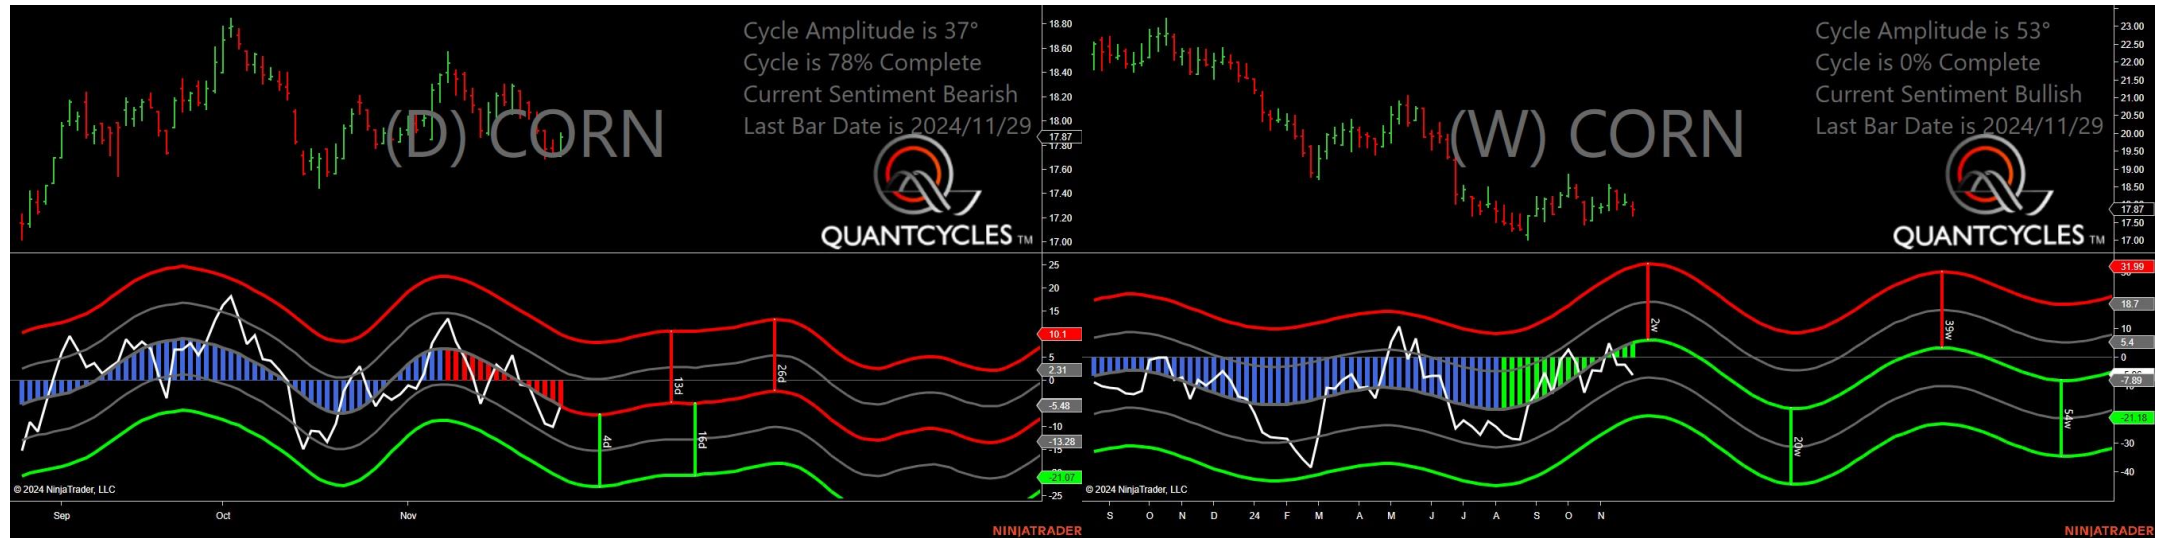 Cycle Amplitude is 37°
Cycle is 78% Complete
Current Sentiment Bearish
Last Bar Date is 2024/11/29
(D) CORN
QUANTCYCLES TM
18.80
18.60
18.40
18.20
18.00
17.87
17.80
17.60
17.40
17.20
17.00
25
20
15
10.1
5
2.31
0
-5.48
-10
-13.28
-15
-21.07
-25
4d
13d
16d
26d
© 2024 NinjaTrader, LLC
Sep
Oct
Nov
NINJATRADER
Cycle Amplitude is 53°
Cycle is 0% Complete
Current Sentiment Bullish
Last Bar Date is 2024/11/29
(W) CORN
QUANTCYCLES TM
23.00
22.50
22.00
21.50
21.00
20.50
20.00
19.50
19.00
18.50
17.87
17.50
17.00
31.99
18.7
10
5.4
0
-7.89
-21.18
-30
-40
2w
20w
39w
54w
© 2024 NinjaTrader, LLC
S
O
N
D
24
F
M
A
M
J
J
A
S
O
N
NINJATRADER